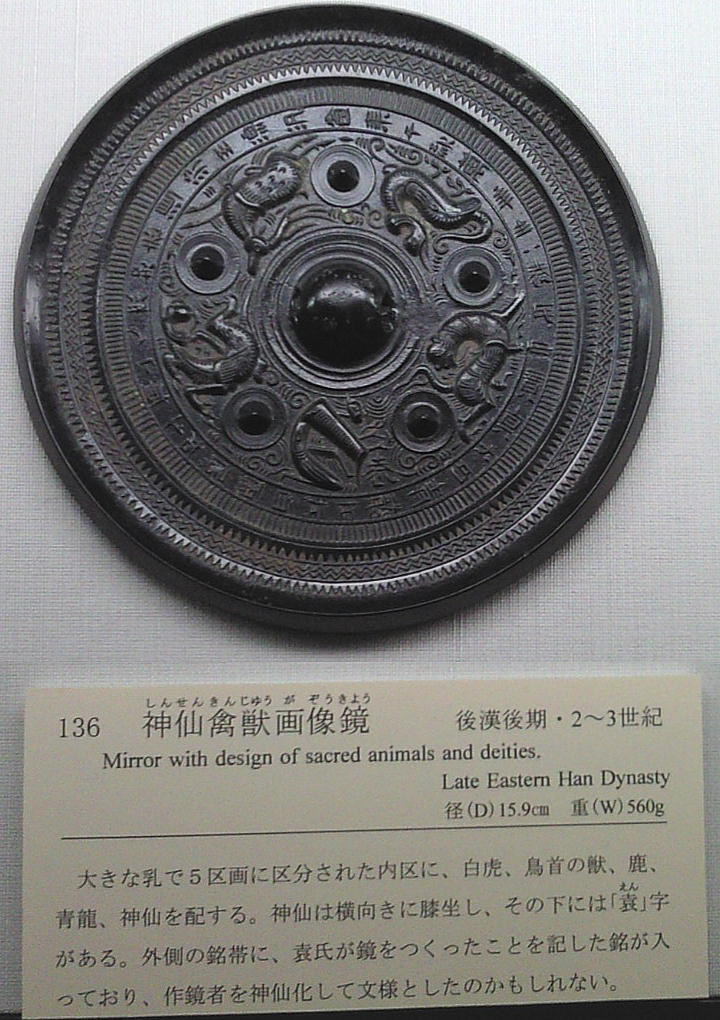 136 神仙禽獣画像鏡 後漢後期・2〜3世紀
しんせんきんじゅう が ぞうきよう
Mirror with design of sacred animals and deities.
Late Eastern Han Dynasty
径(D)15.9cm 重(W)560g
大きな乳で5区画に区分された内区に、白虎、鳥首の獣、鹿、
青龍、神仙を配する。神仙は横向きに膝坐し、その下には「袁」字
えん
がある。外側の銘帯に、袁氏が鏡をつくったことを記した銘が入
っており、作鏡者を神仙化して文様としたのかもしれない。